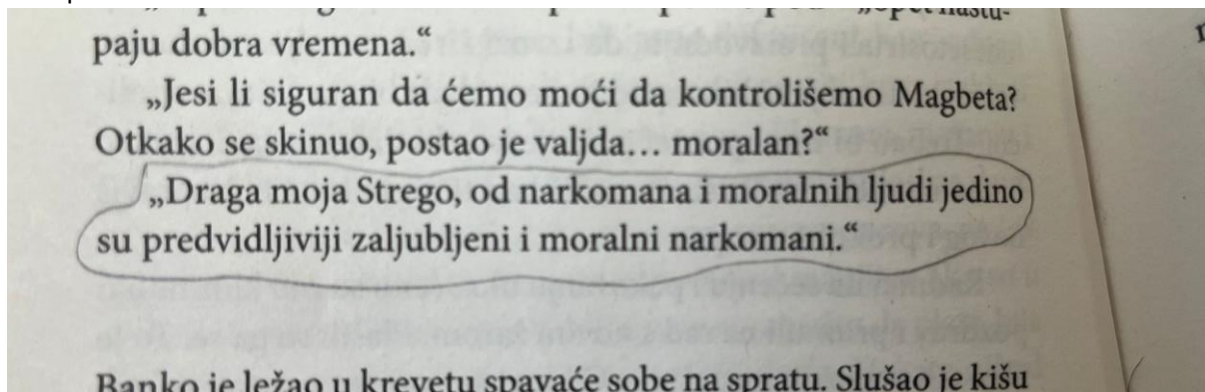 „opet nastu-
paju dobra vremena.“
„Jesi li siguran da ćemo moći da kontrolišemo Magbeta?
Otkako se skinuo, postao je valjda… moralan?“
„Draga moja Strego, od narkomana i moralnih ljudi jedino
su predvidljiviji zaljubljeni i moralni narkomani.“
Banko je ležao u krevetu spavaće sobe na spratu. Slušao je kišu